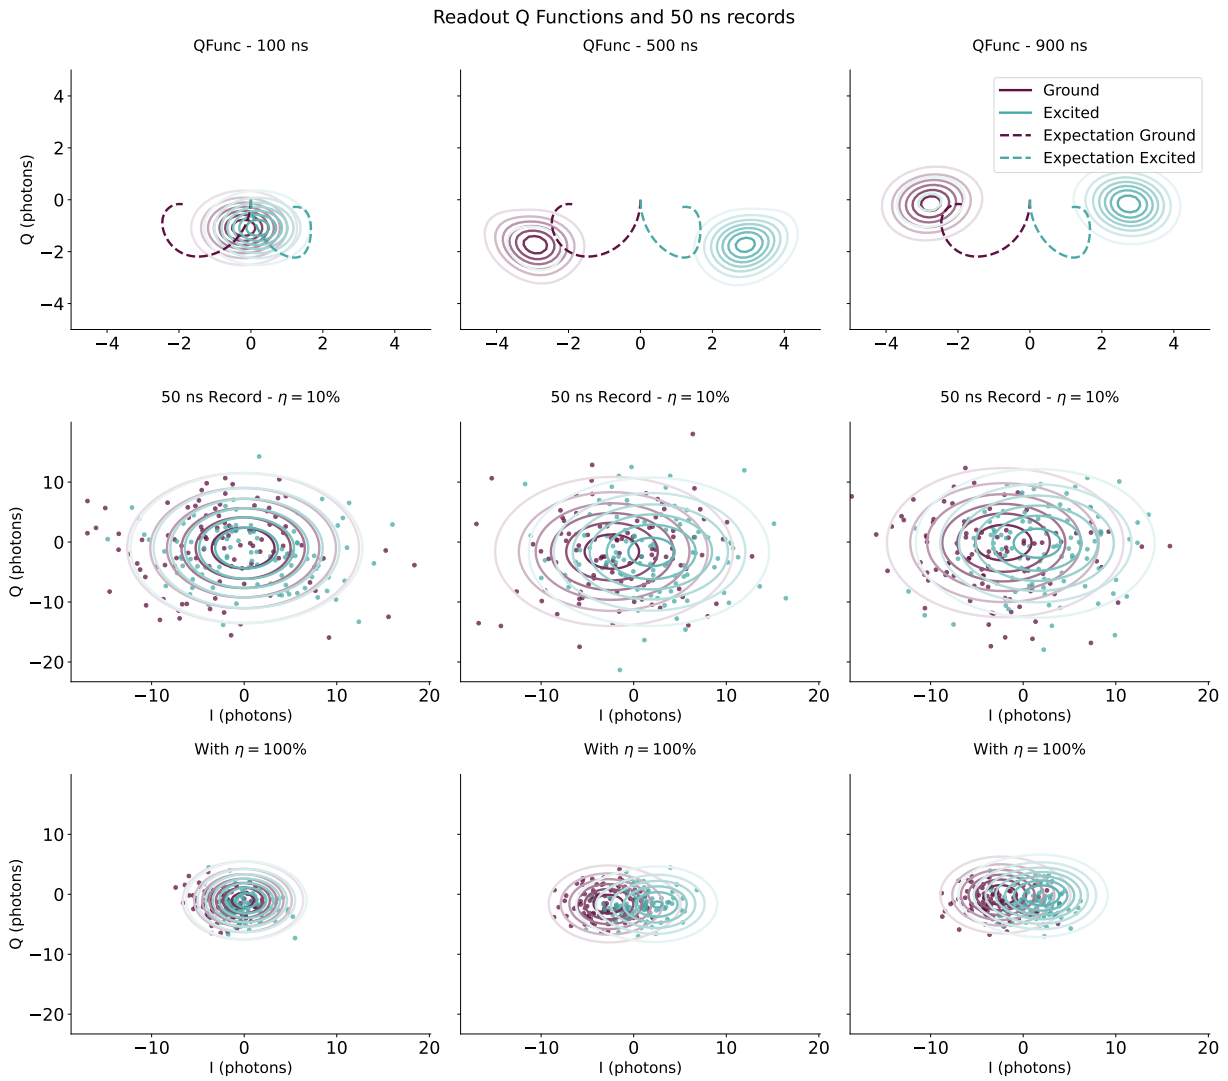 Readout Q Functions and 50 ns records
QFunc - 100 ns
QFunc - 500 ns
QFunc - 900 ns
Ground
Excited
Expectation Ground
Expectation Excited
Q (photons)
4
2
0
−2
−4
−4 −2 0 2 4
−4 −2 0 2 4
−4 −2 0 2 4
50 ns Record - η = 10%
50 ns Record - η = 10%
50 ns Record - η = 10%
Q (photons)
10
0
−10
−20
−10 0 10 20
−10 0 10 20
−10 0 10 20
I (photons)
I (photons)
I (photons)
With η = 100%
With η = 100%
With η = 100%
Q (photons)
10
0
−10
−20
−10 0 10 20
−10 0 10 20
−10 0 10 20
I (photons)
I (photons)
I (photons)